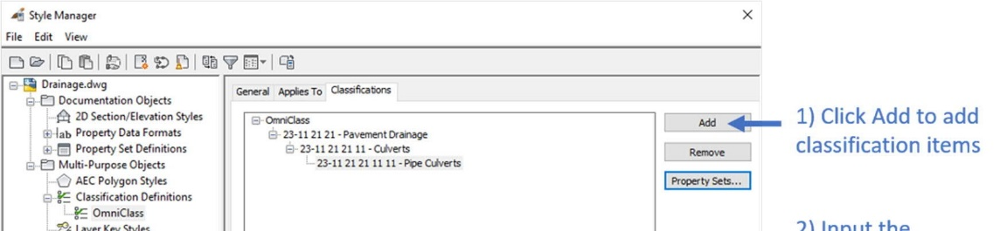 Style Manager
File Edit View
Drainage.dwg
Documentation Objects
2D Section/Elevation Styles
ab Property Data Formats
Property Set Definitions
Multi-Purpose Objects
AEC Polygon Styles
Classification Definitions
OmniClass
Layer Key Styles
General Applies To Classifications
OmniClass
23-11 21 21 - Pavement Drainage
23-11 21 21 11 - Culverts
23-11 21 21 11 11 - Pipe Culverts
Add
Remove
Property Sets...
1) Click Add to add
classification items
2) Input the